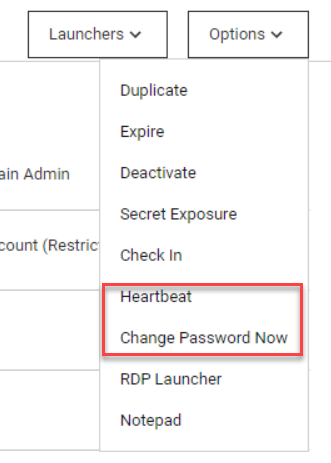 Launchers
Options
Duplicate
Expire
ain Admin
Deactivate
Secret Exposure
count (Restric
Check In
Heartbeat
Change Password Now
RDP Launcher
Notepad